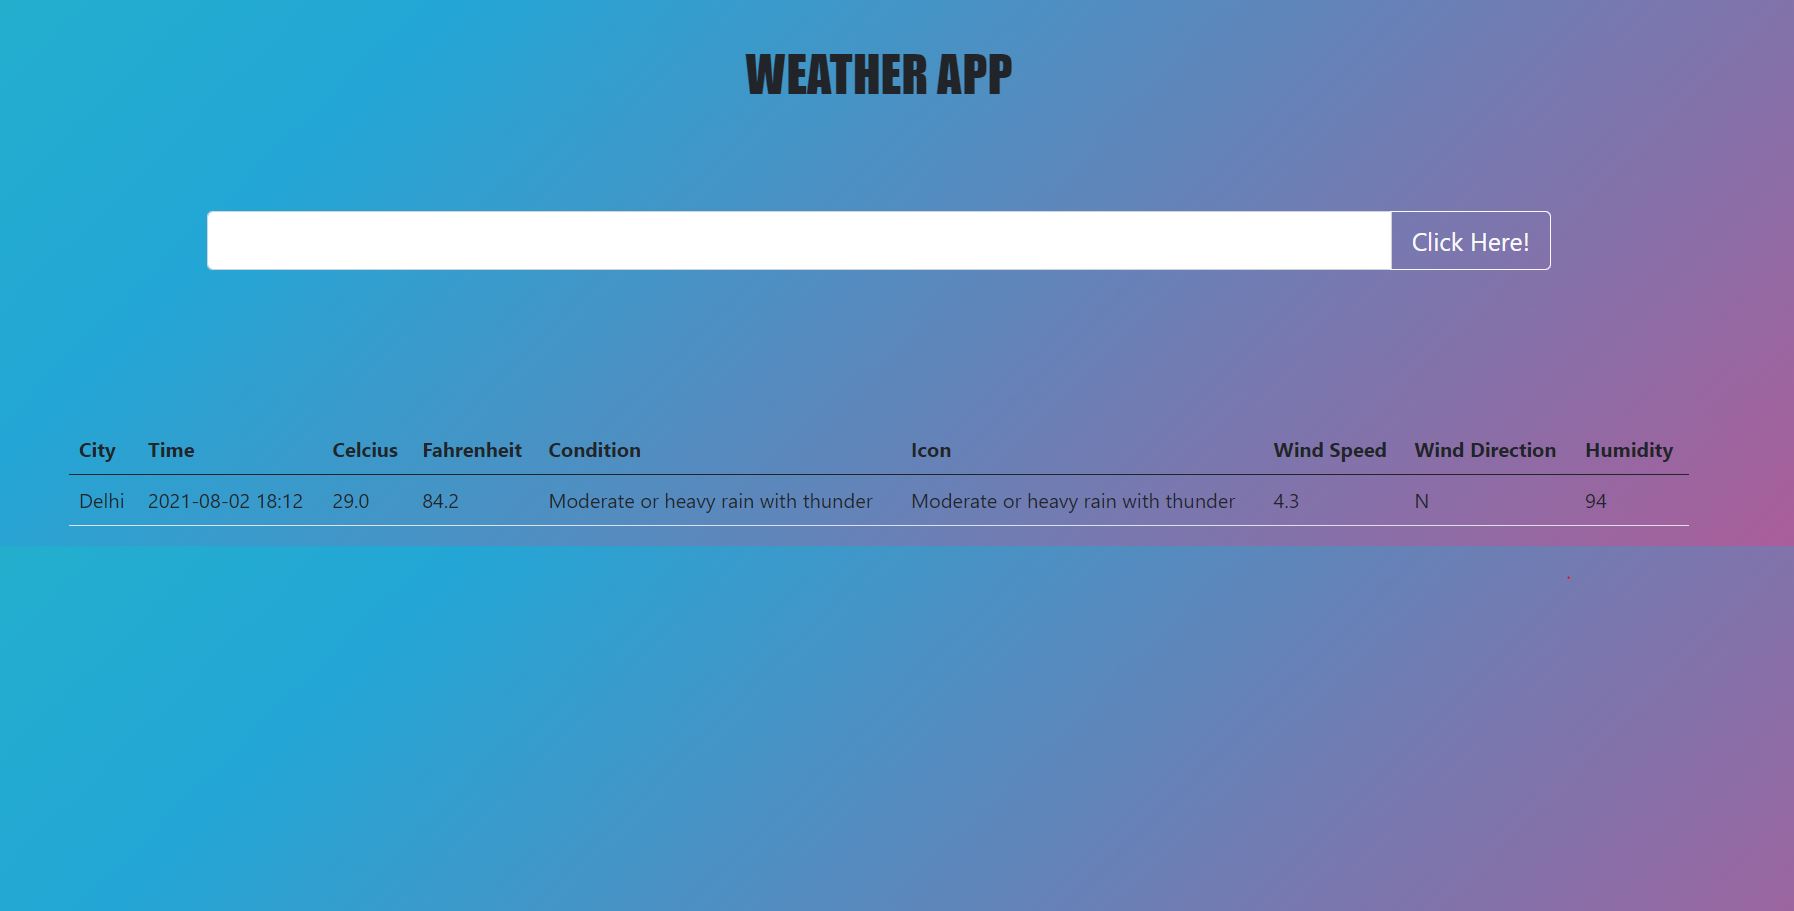 WEATHER APP
Click Here!
City Time Celcius Fahrenheit Condition Icon Wind Speed Wind Direction Humidity
Delhi 2021-08-02 18:12 29.0 84.2 Moderate or heavy rain with thunder Moderate or heavy rain with thunder 4.3 N 94